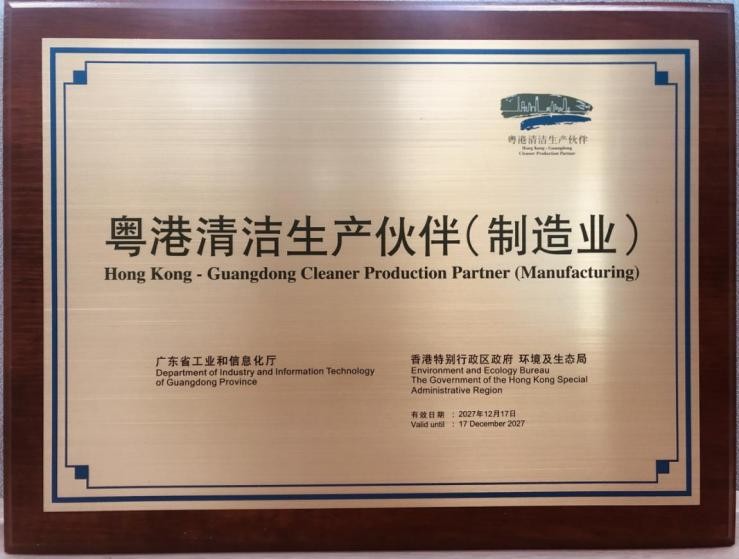 粤港清洁生产伙伴
Hong Kong - Guangdong
Cleaner Production Partner
粤港清洁生产伙伴（制造业）
Hong Kong - Guangdong Cleaner Production Partner (Manufacturing)
广东省工业和信息化厅
Department of Industry and Information Technology
of Guangdong Province
香港特别行政区政府 环境及生态局
Environment and Ecology Bureau
The Government of the Hong Kong Special
Administrative Region
有效日期 : 2027年12月17日
Valid until : 17 December 2027